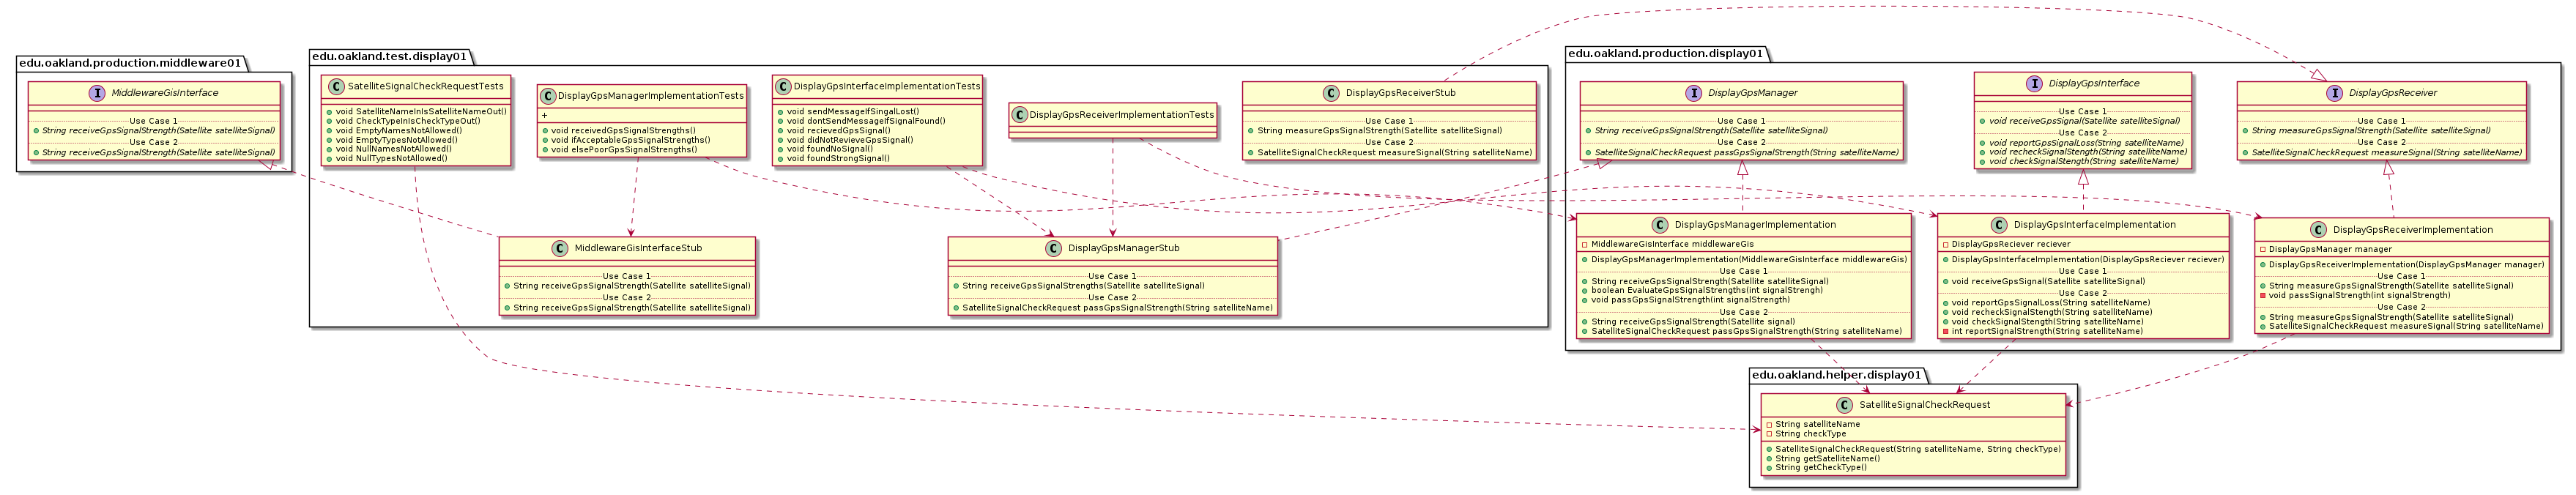 edu.oakland.production.middleware01
I MiddlewareGisInterface
Use Case 1
String receiveGpsSignalStrength(Satellite satelliteSignal)
Use Case 2
String receiveGpsSignalStrength(Satellite satelliteSignal)
edu.oakland.test.display01
C SatelliteSignalCheckRequestTests
void SatelliteNameIsSatelliteNameOut()
void CheckTypeInIsCheckTypeOut()
void EmptyNamesNotAllowed()
void EmptyTypesNotAllowed()
void NullNamesNotAllowed()
void NullTypesNotAllowed()
C DisplayGpsManagerImplementationTests
+
void receivedGpsSignalStrengths()
void ifAcceptableGpsSignalStrengths()
void elsePoorGpsSignalStrengths()
C DisplayGpsInterfaceImplementationTests
void sendMessageIfSingalLost()
void dontSendMessageIfSignalFound()
void recievedGpsSignal()
void didNotRevieveGpsSignal()
void foundNoSignal()
void foundStrongSignal()
C DisplayGpsReceiverImplementationTests
C DisplayGpsReceiverStub
Use Case 1
String measureGpsSignalStrength(Satellite satelliteSignal)
Use Case 2
SatelliteSignalCheckRequest measureSignal(String satelliteName)
C MiddlewareGisInterfaceStub
Use Case 1
String receiveGpsSignalStrength(Satellite satelliteSignal)
Use Case 2
String receiveGpsSignalStrength(Satellite satelliteSignal)
C DisplayGpsManagerStub
Use Case 1
String receiveGpsSignalStrengths(Satellite satelliteSignal)
Use Case 2
SatelliteSignalCheckRequest passGpsSignalStrength(String satelliteName)
edu.oakland.production.display01
I DisplayGpsManager
Use Case 1
String receiveGpsSignalStrength(Satellite satelliteSignal)
Use Case 2
SatelliteSignalCheckRequest passGpsSignalStrength(String satelliteName)
I DisplayGpsInterface
Use Case 1
void receiveGpsSignal(Satellite satelliteSignal)
Use Case 2
void reportGpsSignalLoss(String satelliteName)
void recheckSignalStength(String satelliteName)
void checkSignalStength(String satelliteName)
I DisplayGpsReceiver
Use Case 1
String measureGpsSignalStrength(Satellite satelliteSignal)
Use Case 2
SatelliteSignalCheckRequest measureSignal(String satelliteName)
C DisplayGpsManagerImplementation
MiddlewareGisInterface middlewareGis
DisplayGpsManagerImplementation(MiddlewareGisInterface middlewareGis)
Use Case 1
String receiveGpsSignalStrength(Satellite satelliteSignal)
boolean EvaluateGpsSignalStrengths(int signalStrengh)
void passGpsSignalStrength(int signalStrength)
Use Case 2
String receiveGpsSignalStrength(Satellite signal)
SatelliteSignalCheckRequest passGpsSignalStrength(String satelliteName)
C DisplayGpsInterfaceImplementation
DisplayGpsReciever reciever
DisplayGpsInterfaceImplementation(DisplayGpsReciever reciever)
Use Case 1
void receiveGpsSignal(Satellite satelliteSignal)
Use Case 2
void reportGpsSignalLoss(String satelliteName)
void recheckSignalStength(String satelliteName)
void checkSignalStength(String satelliteName)
int reportSignalStrength(String satelliteName)
C DisplayGpsReceiverImplementation
DisplayGpsManager manager
DisplayGpsReceiverImplementation(DisplayGpsManager manager)
Use Case 1
String measureGpsSignalStrength(Satellite satelliteSignal)
void passSignalStrength(int signalStrength)
Use Case 2
String measureGpsSignalStrength(Satellite satelliteSignal)
SatelliteSignalCheckRequest measureSignal(String satelliteName)
edu.oakland.helper.display01
C SatelliteSignalCheckRequest
String satelliteName
String checkType
SatelliteSignalCheckRequest(String satelliteName, String checkType)
String getSatelliteName()
String getCheckType()